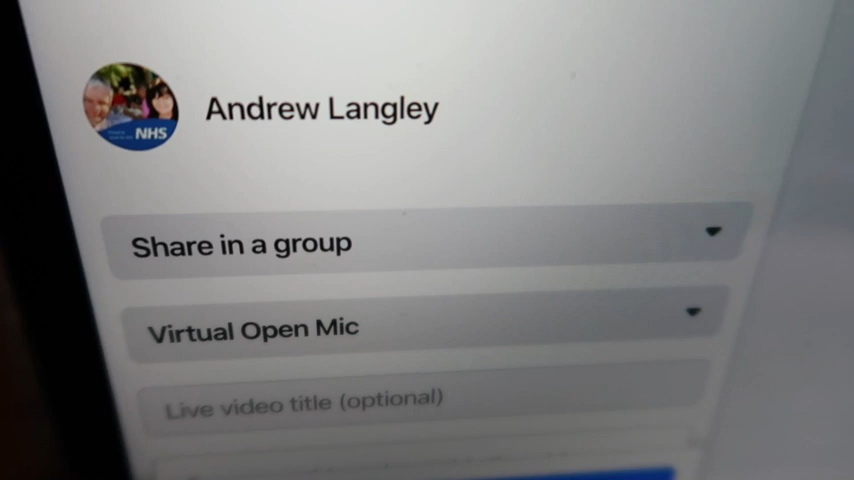 Andrew Langley
NHS
Share in a group
Virtual Open Mic
Live video title (optional)